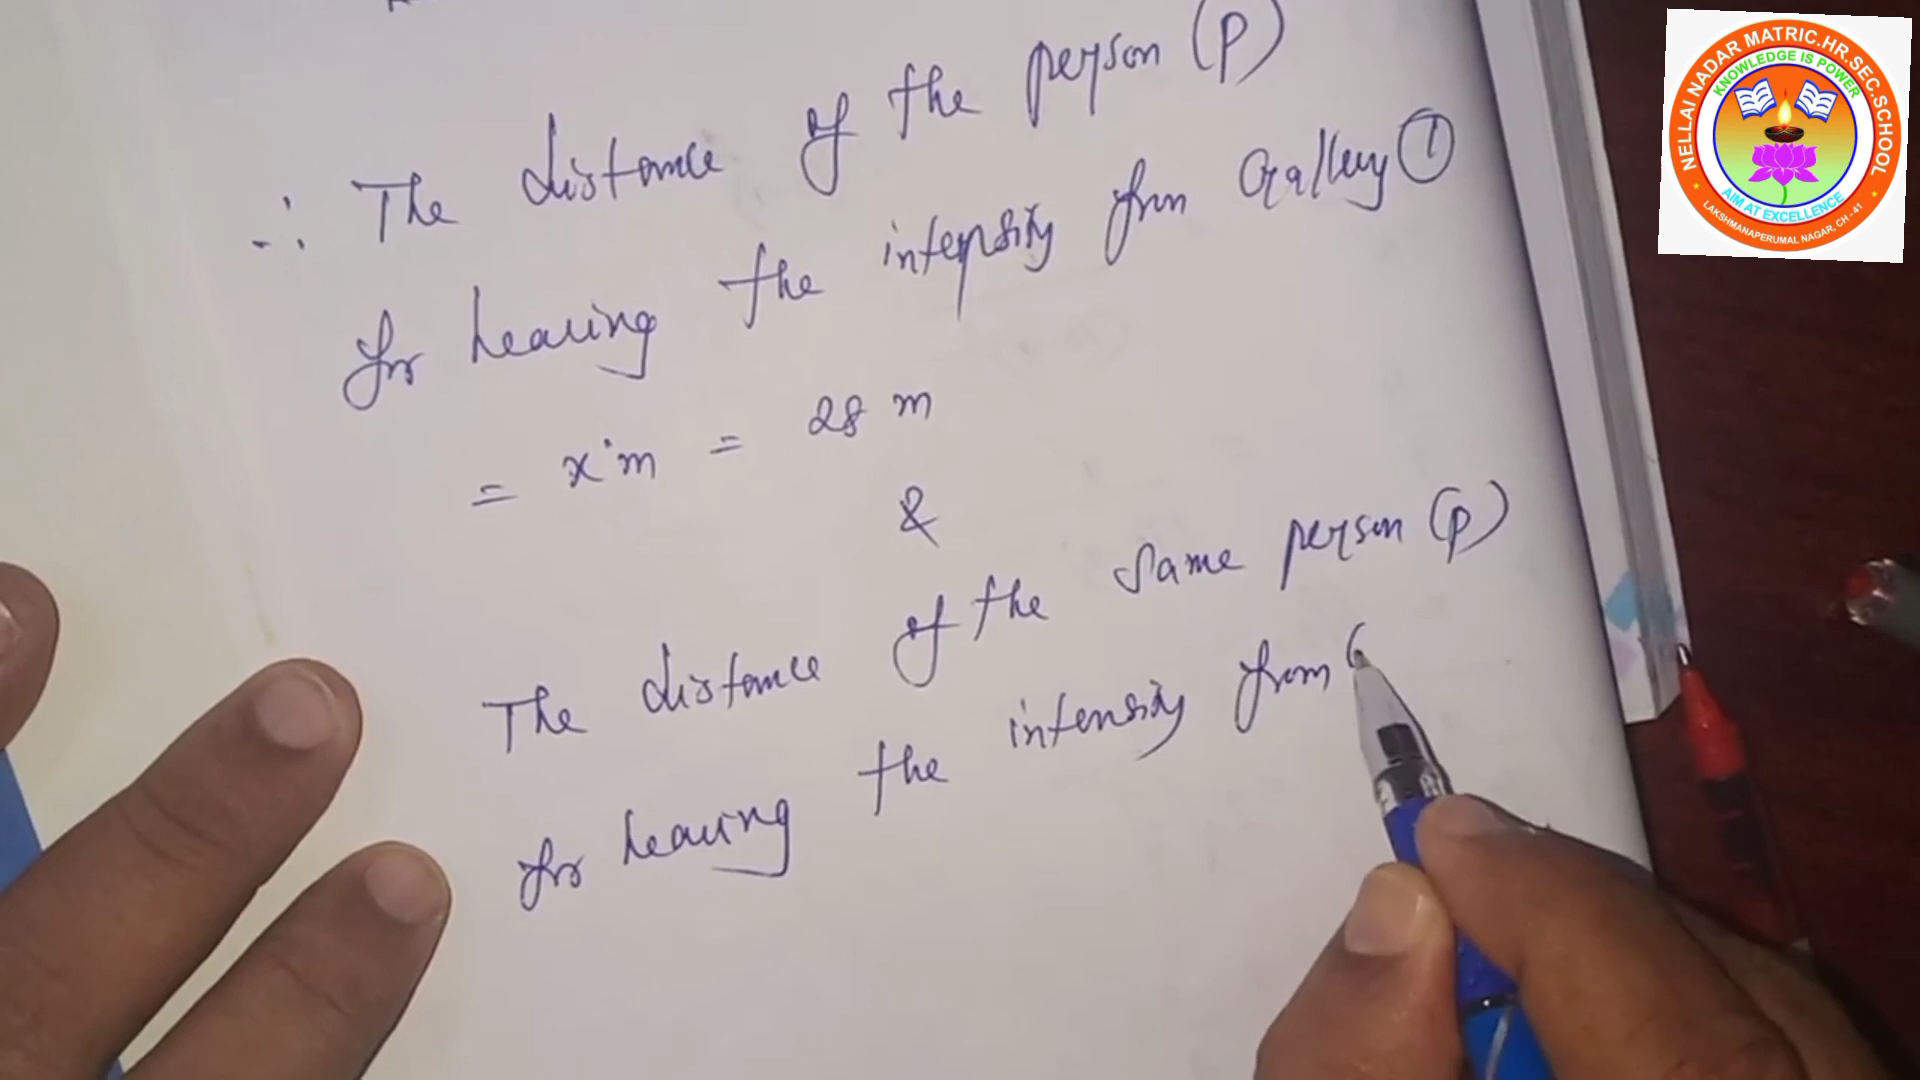 ∴ The distance of the person (P)
for hearing the intensity from Gallery ①
= x m = 28 m
&
The distance of the same person (P)
for hearing the intensity from
NELLAI NADAR MATRIC.HR.SEC.SCHOOL
KNOWLEDGE IS POWER
AIM AT EXCELLENCE
LAKSHMANAPERUMAL NAGAR, CH - 41